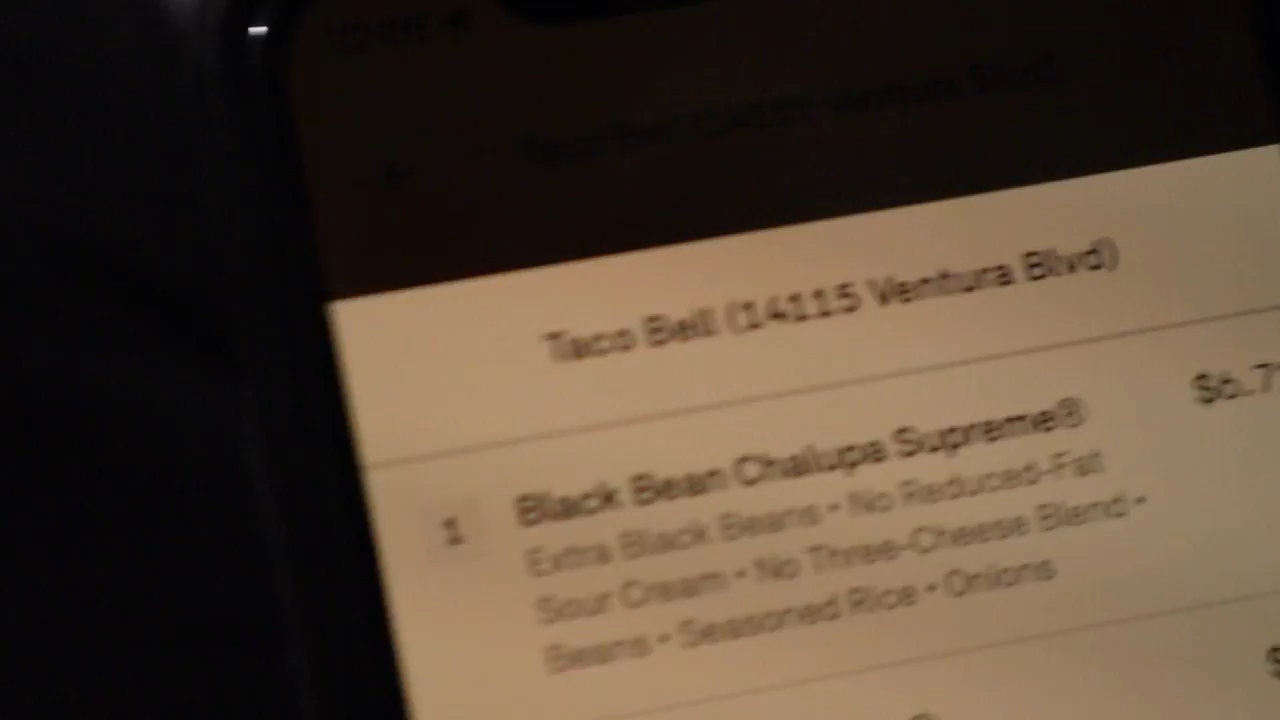 Taco Bell (14115 Ventura Blvd)
Black Bean Chalupa Supreme®
1
Extra Black Beans • No Reduced-Fat
Sour Cream • No Three-Cheese Blend •
Beans • Seasoned Rice • Onions